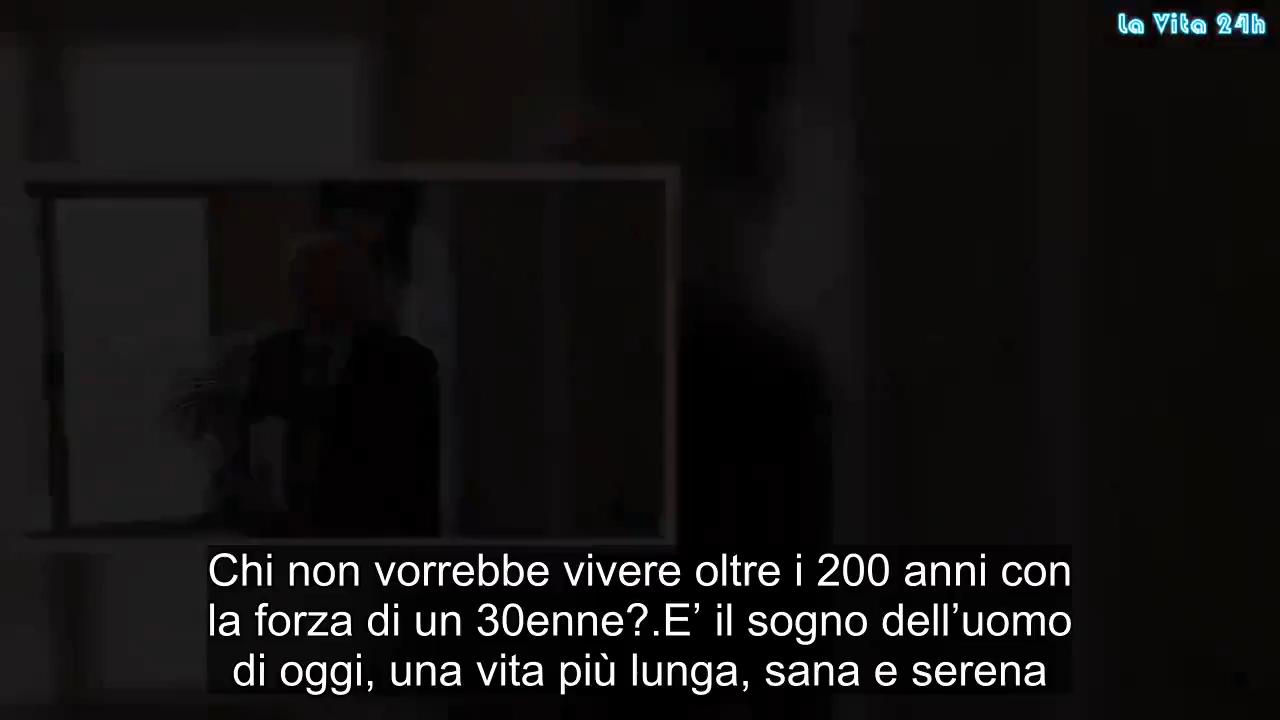 La Vita 24h
Chi non vorrebbe vivere oltre i 200 anni con
la forza di un 30enne?.E’ il sogno dell’uomo
di oggi, una vita più lunga, sana e serena